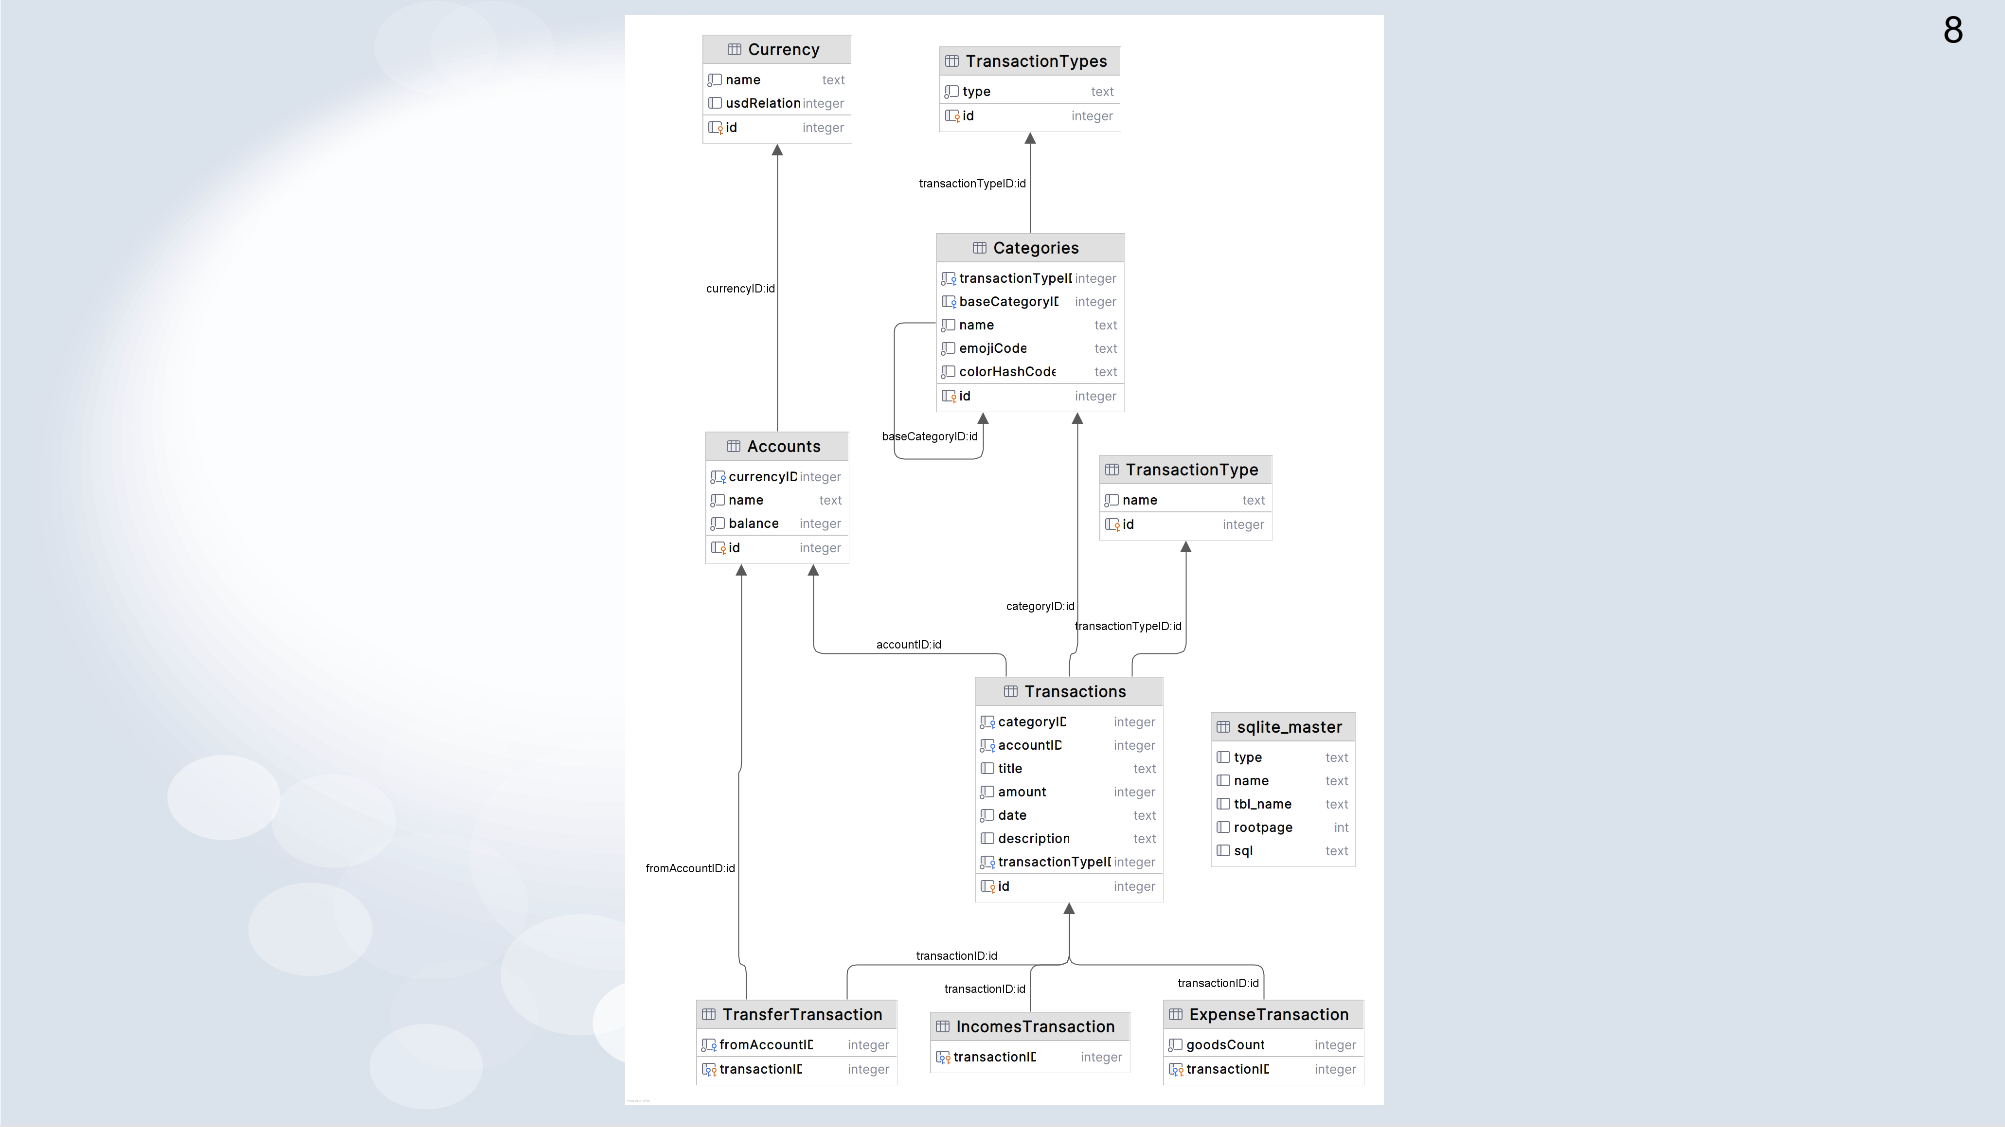 8
Currency
name text
usdRelation integer
id integer
TransactionTypes
type text
id integer
transactionTypeID:id
currencyID:id
Categories
transactionTypeI integer
baseCategoryI integer
name text
emojiCode text
colorHashCode text
id integer
baseCategoryID:id
Accounts
currencyID integer
name text
balance integer
id integer
TransactionType
name text
id integer
categoryID:id
transactionTypeID:id
accountID:id
Transactions
categoryID integer
accountID integer
title text
amount integer
date text
description text
transactionTypeI integer
id integer
sqlite_master
type text
name text
tbl_name text
rootpage int
sql text
fromAccountID:id
transactionID:id
transactionID:id
transactionID:id
TransferTransaction
fromAccountID integer
transactionID integer
IncomesTransaction
transactionID integer
ExpenseTransaction
goodsCount integer
transactionID integer